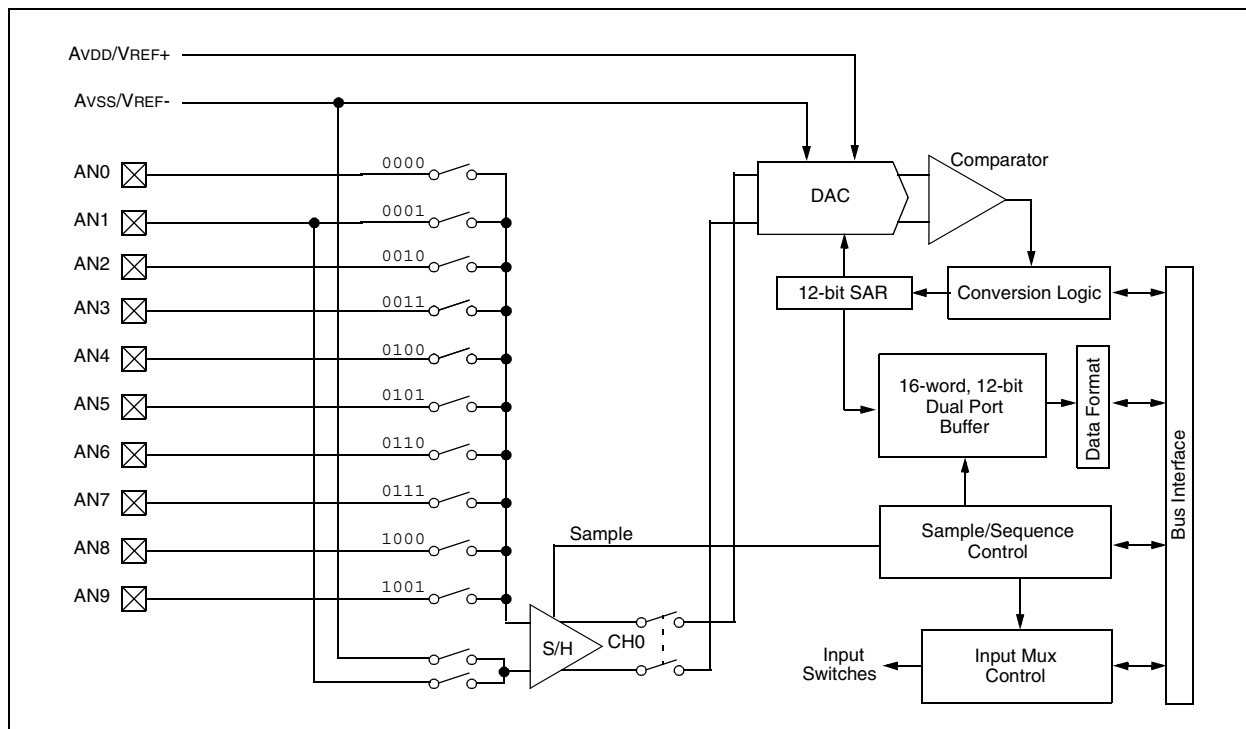 AVDD/VREF+
AVSS/VREF-
AN0
0000
AN1
0001
AN2
0010
AN3
0011
AN4
0100
AN5
0101
AN6
0110
AN7
0111
AN8
1000
AN9
1001
DAC
Comparator
12-bit SAR
Conversion Logic
16-word, 12-bit
Dual Port
Buffer
Data Format
Bus Interface
Sample
Sample/Sequence
Control
S/H
CH0
Input
Switches
Input Mux
Control